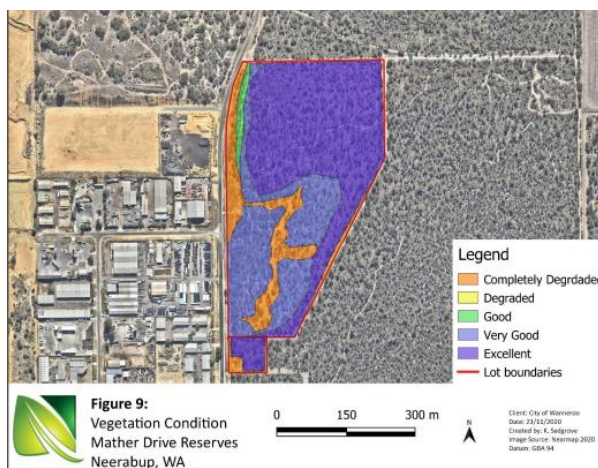 Legend
Completely Degrdaded
Degraded
Good
Very Good
Excellent
Lot boundaries
Figure 9:
Vegetation Condition
Mather Drive Reserves
Neerabup, WA
0 150 300 m
N
Client: City of Wanneroo
Date: 23/11/2020
Created by: R. Sedgrove
Image Source: Nearmap 2020
Datum: GDA 94